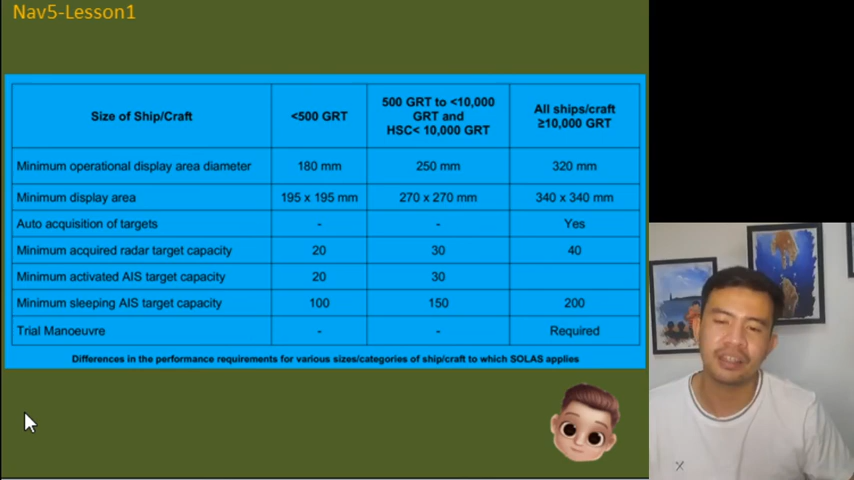 Nav5-Lesson1
Size of Ship/Craft <500 GRT 500 GRT to <10,000 GRT and HSC< 10,000 GRT All ships/craft ≥10,000 GRT
Minimum operational display area diameter 180 mm 250 mm 320 mm
Minimum display area 195 x 195 mm 270 x 270 mm 340 x 340 mm
Auto acquisition of targets - - Yes
Minimum acquired radar target capacity 20 30 40
Minimum activated AIS target capacity 20 30
Minimum sleeping AIS target capacity 100 150 200
Trial Manoeuvre - - Required
Differences in the performance requirements for various sizes/categories of ship/craft to which SOLAS applies